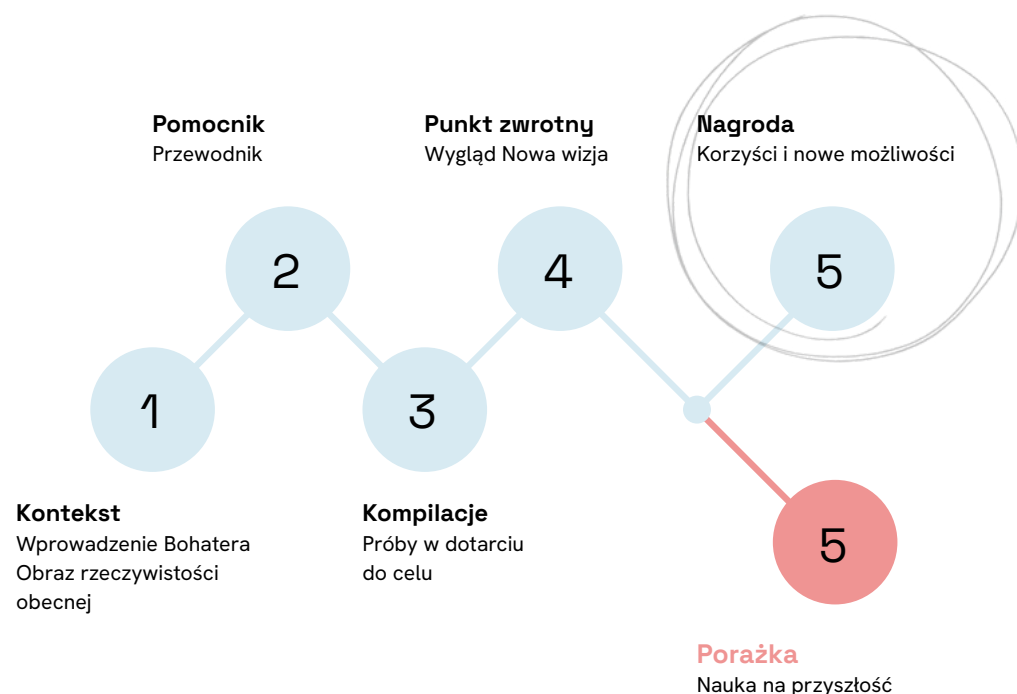 Pomocnik
Przewodnik
Punkt zwrotny
Wygląd Nowa wizja
Nagroda
Korzyści i nowe możliwości
2
4
5
1
3
Kontekst
Wprowadzenie Bohatera
Obraz rzeczywistości
obecnej
Kompilacje
Próby w dotarciu
do celu
5
Porażka
Nauka na przyszłość